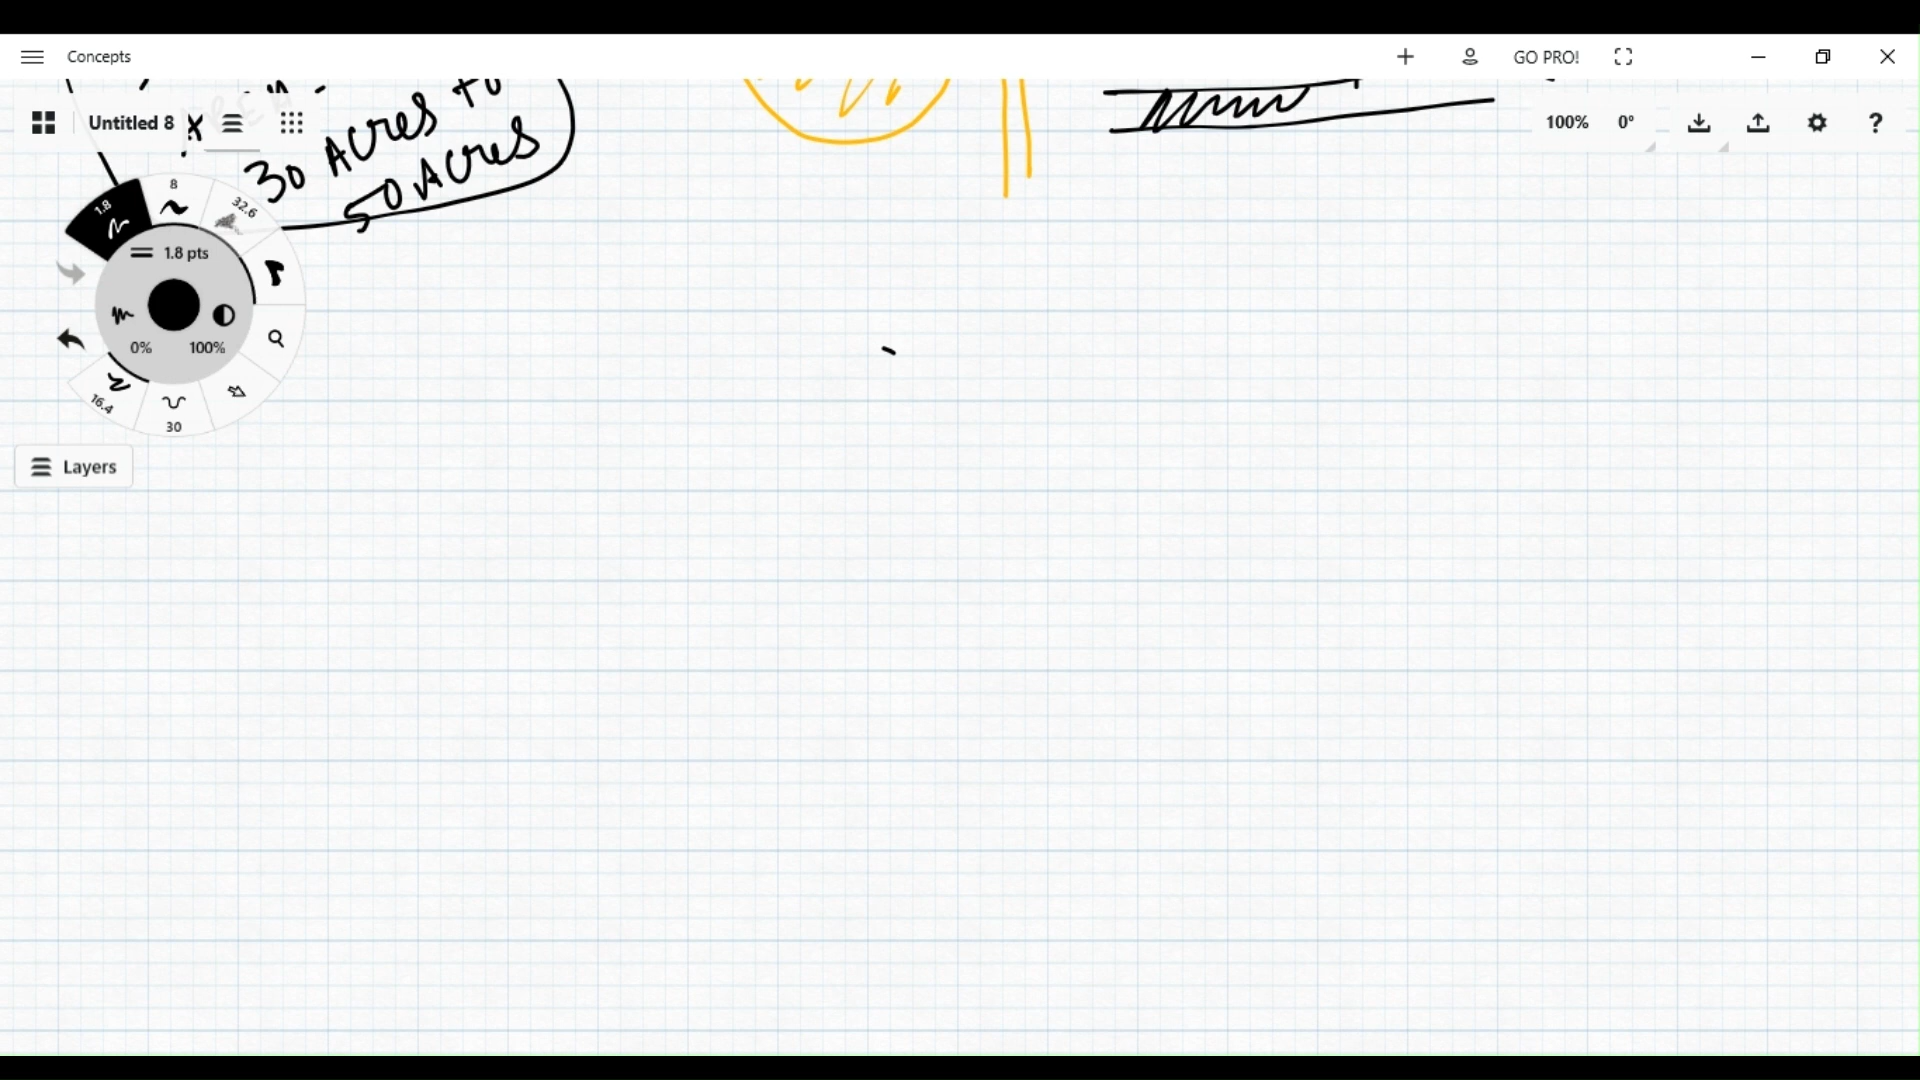 Concepts
GO PRO!
Untitled 8
100% 0°
30 Acres to
50 Acres
8
1.8
32.6
1.8 pts
0% 100%
16.4
30
Layers